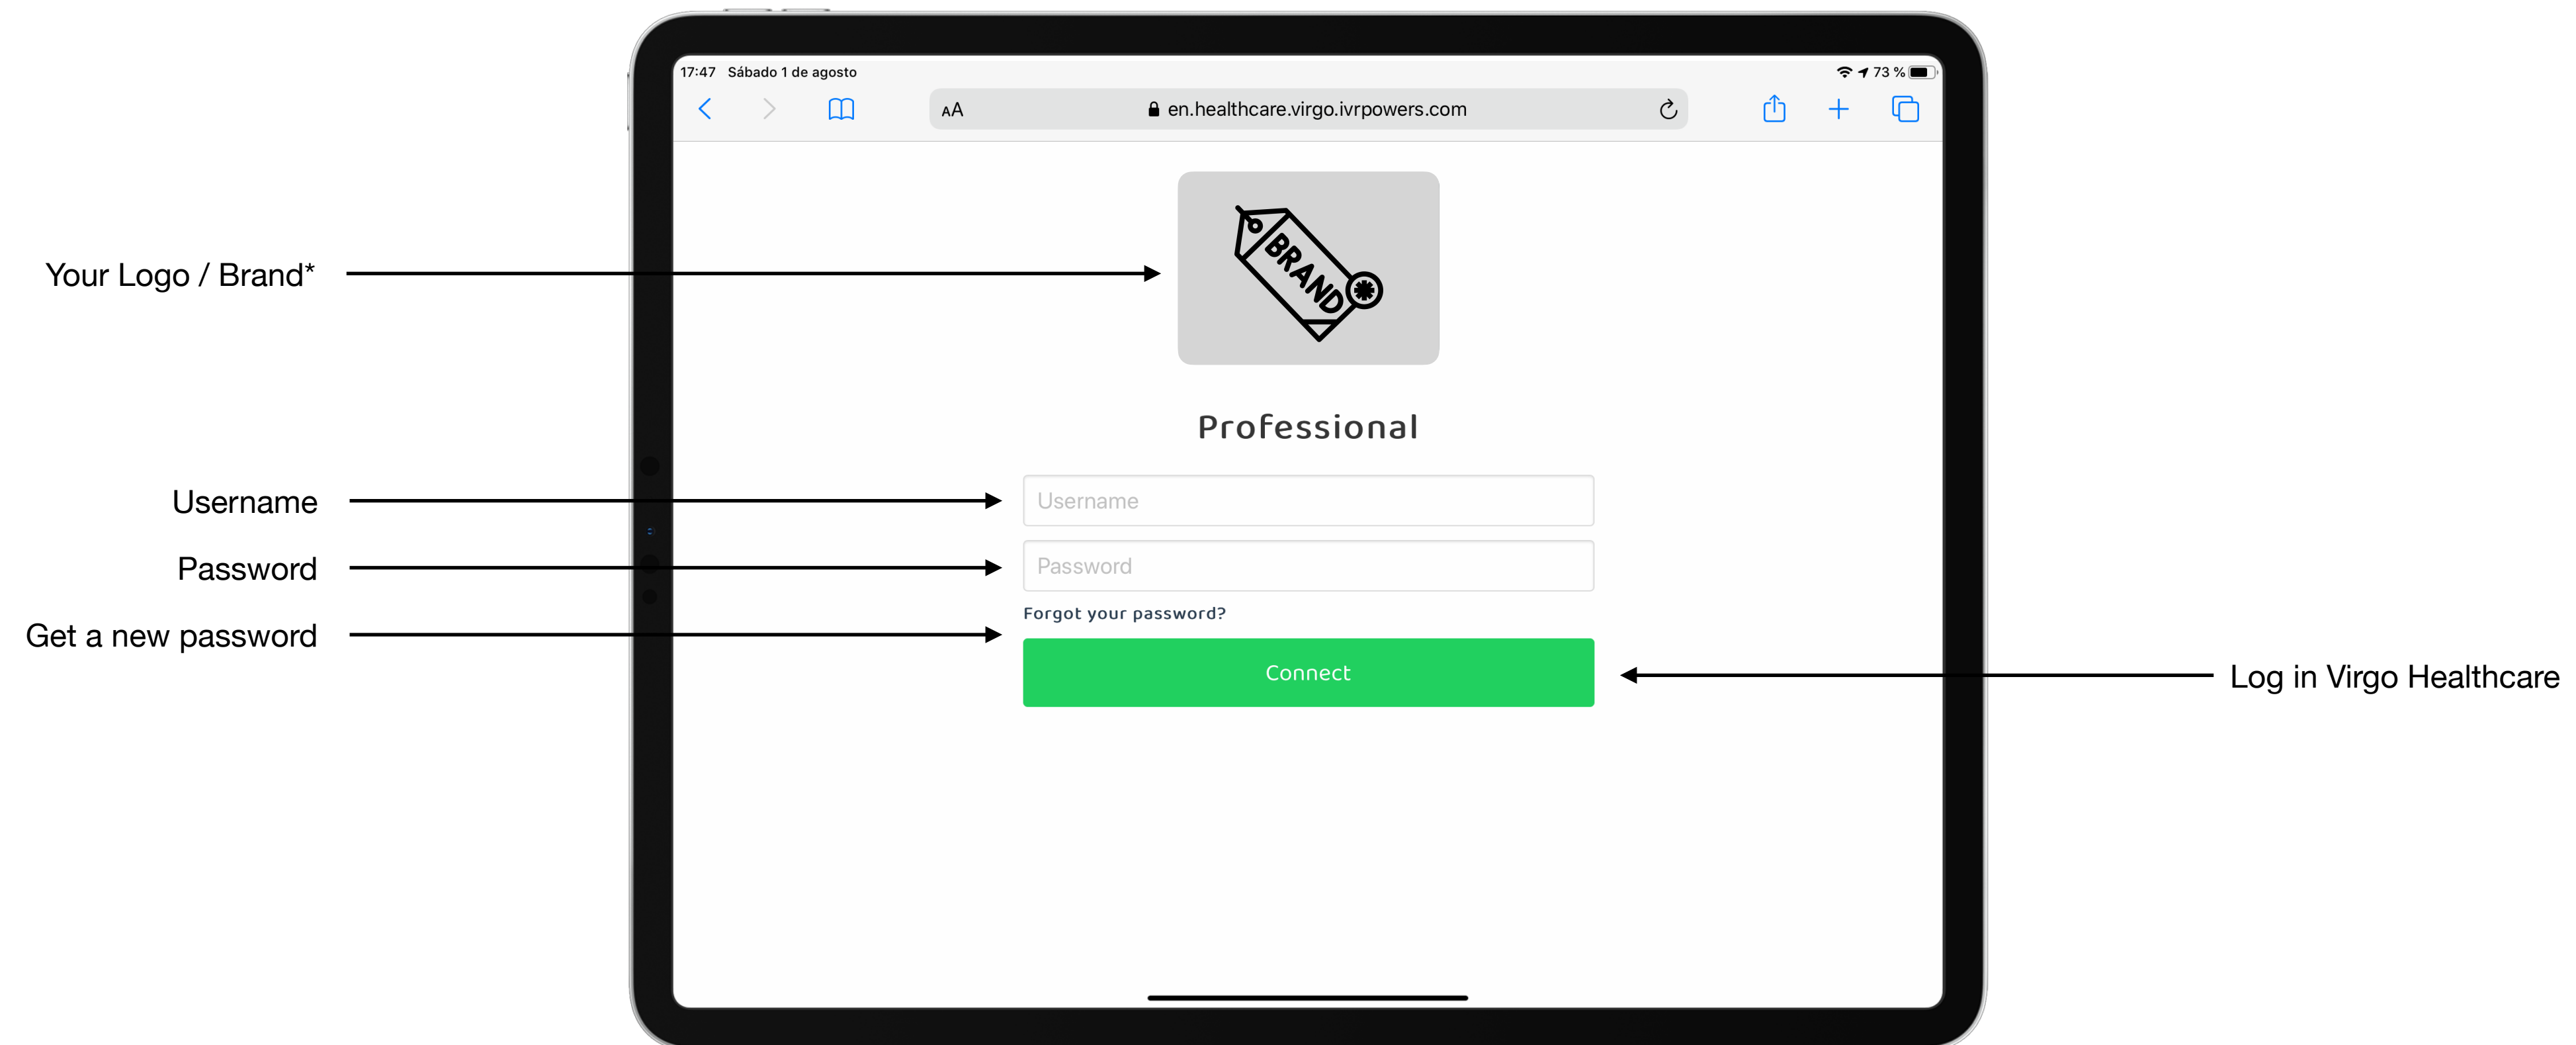 17:47 Sábado 1 de agosto
73 %
AA
en.healthcare.virgo.ivrpowers.com
BRAND
Your Logo / Brand*
Professional
Username
Username
Password
Password
Forgot your password?
Get a new password
Connect
Log in Virgo Healthcare